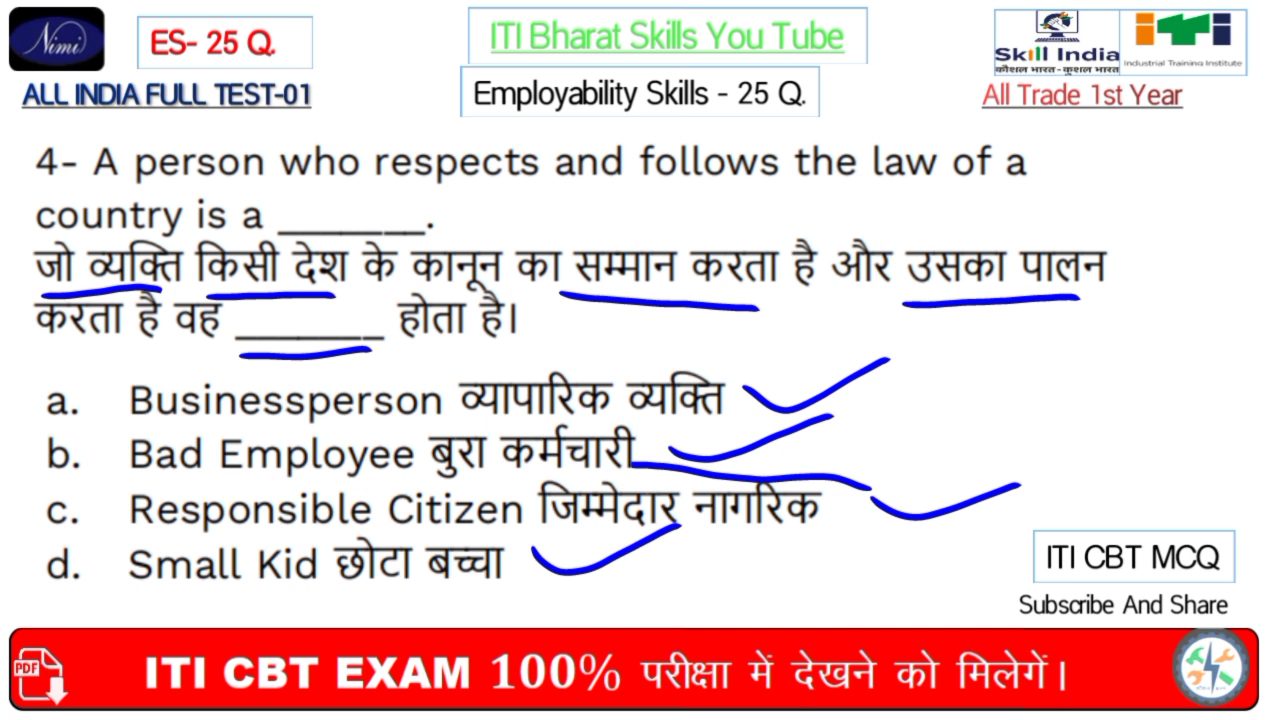 Nimi
ES- 25 Q.
ITI Bharat Skills You Tube
Skill India
कौशल भारत - कुशल भारत
iTi
Industrial Training Institute
ALL INDIA FULL TEST-01
Employability Skills - 25 Q.
All Trade 1st Year
4- A person who respects and follows the law of a
country is a _______.
जो व्यक्ति किसी देश के कानून का सम्मान करता है और उसका पालन
करता है वह _______ होता है।
a. Businessperson व्यापारिक व्यक्ति
b. Bad Employee बुरा कर्मचारी
c. Responsible Citizen जिम्मेदार नागरिक
d. Small Kid छोटा बच्चा
ITI CBT MCQ
Subscribe And Share
PDF
ITI CBT EXAM 100% परीक्षा में देखने को मिलेगें।